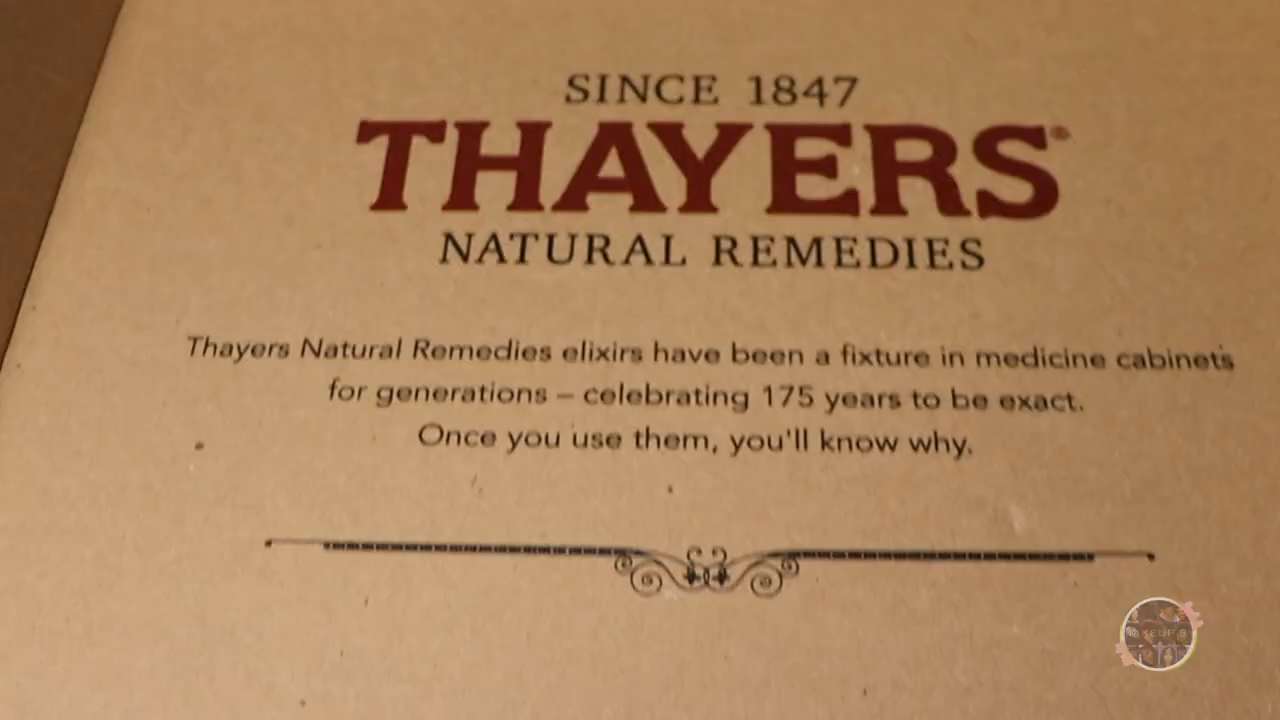 SINCE 1847
THAYERS®
NATURAL REMEDIES
Thayers Natural Remedies elixirs have been a fixture in medicine cabinets
for generations – celebrating 175 years to be exact.
Once you use them, you'll know why.